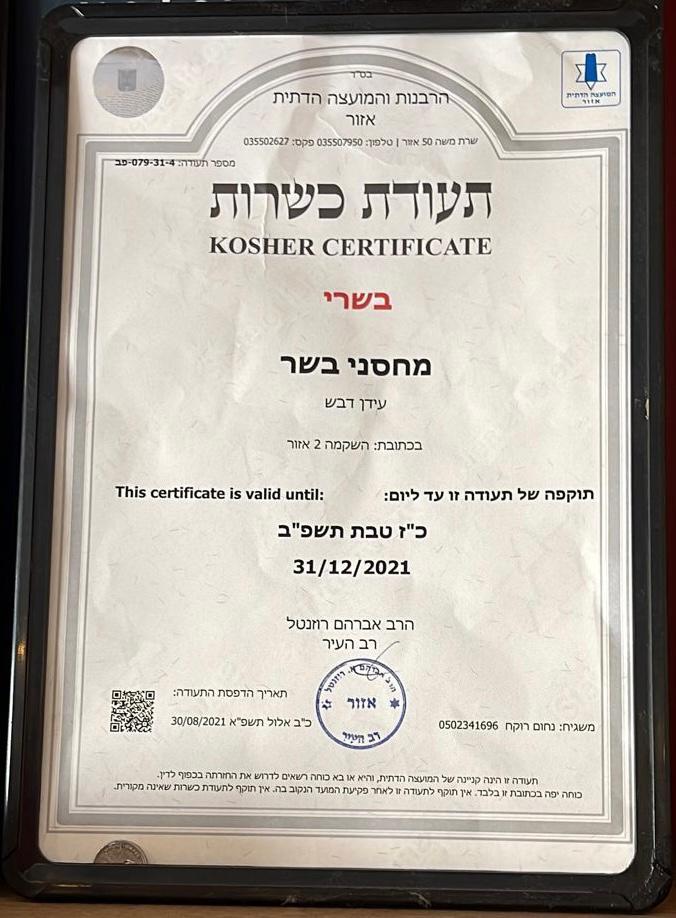 בס"ד
הרבנות והמועצה הדתית
אזור
המועצה הדתית
אזור
שרת משה 50 אזור | טלפון: 035507950 פקס: 035502627
מספר תעודה: 079-31-4-פב
תעודת כשרות
KOSHER CERTIFICATE
בשרי
מחסני בשר
עידן דבש
בכתובת: השקמה 2 אזור
תוקפה של תעודה זו עד ליום: This certificate is valid until:
כ"ז טבת תשפ"ב
31/12/2021
הרב אברהם רוזנטל
רב העיר
אזור
רב העיר
תאריך הדפסת התעודה:
כ"ב אלול תשפ"א 30/08/2021
משגיח: נחום רוקח 0502341696
תעודה זו הינה קניינה של המועצה הדתית, והיא או בא כוחה רשאים לדרוש את החזרתה בכפוף לדין.
כוחה יפה בכתובת זו בלבד. אין תוקף לתעודה זו לאחר פקיעת המועד הנקוב בה. אין תוקף לתעודת כשרות שאינה מקורית.